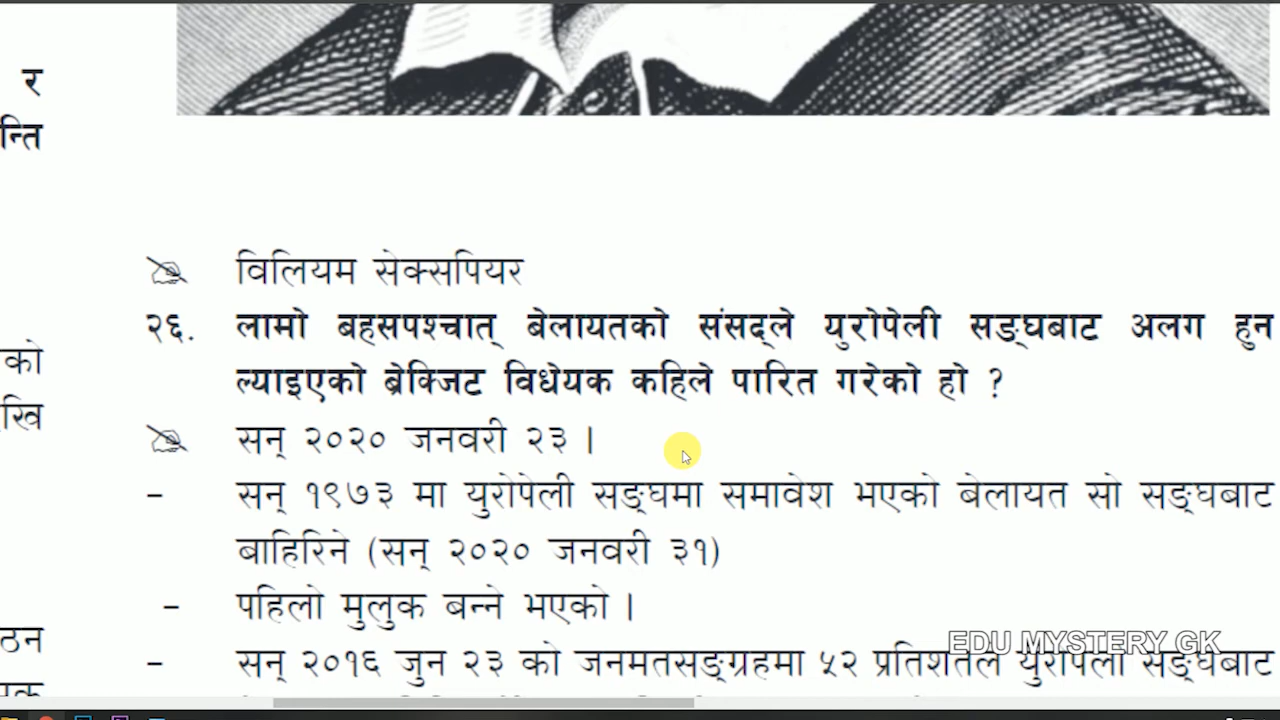 र
न्ति
विलियम सेक्सपियर
२६. लामो बहसपश्चात् बेलायतको संसद्ले युरोपेली सङ्घबाट अलग हुन
ल्याइएको ब्रेक्जिट विधेयक कहिले पारित गरेको हो ?
को
खि
सन् २०२० जनवरी २३ ।
- सन् १९७३ मा युरोपेली सङ्घमा समावेश भएको बेलायत सो सङ्घबाट
बाहिरिने (सन् २०२० जनवरी ३१)
- पहिलो मुलुक बन्ने भएको ।
ठन
- सन् २०१६ जुन २३ को जनमतसङ्ग्रहमा ५२ प्रतिशतले युरोपेली सङ्घबाट
EDU MYSTERY GK